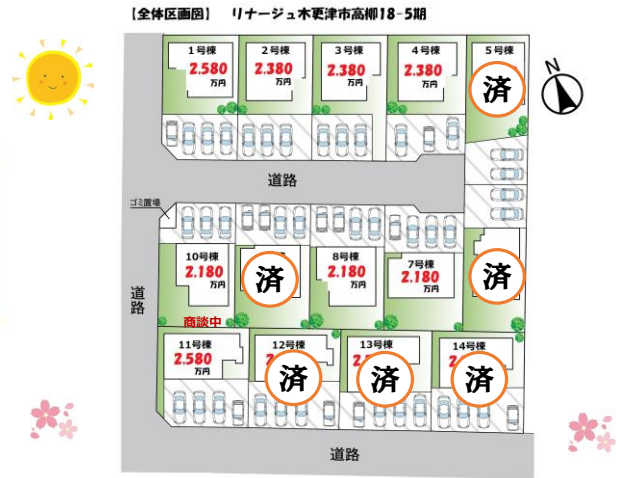 【全体区画図】 リナージュ木更津市高柳18-5期
1号棟
2.580
万円
2号棟
2.380
万円
3号棟
2.380
万円
4号棟
2.380
万円
5号棟
済
N
道路
ゴミ置場
10号棟
2.180
万円
商談中
済
8号棟
2.180
万円
7号棟
2.180
万円
済
道路
11号棟
2.580
万円
12号棟
済
13号棟
済
14号棟
済
道路